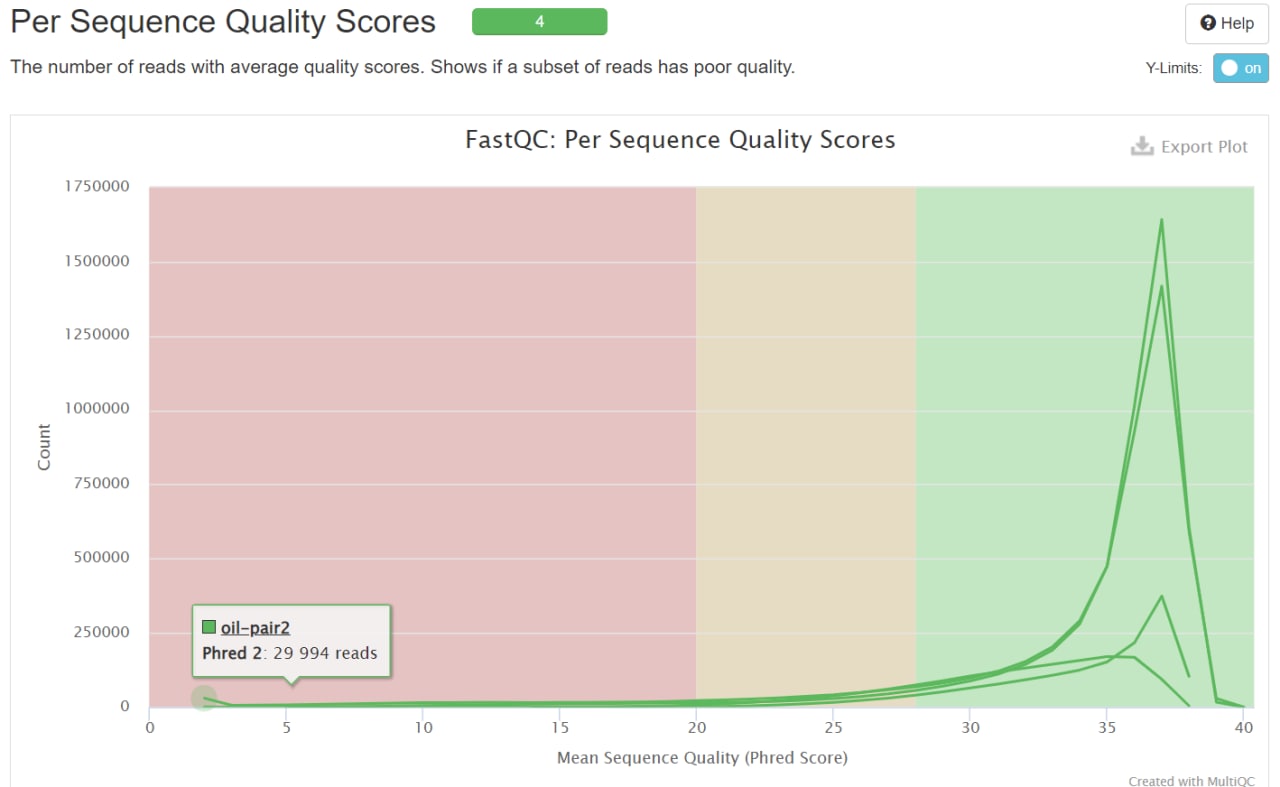 Per Sequence Quality Scores
4
Help
The number of reads with average quality scores. Shows if a subset of reads has poor quality.
Y-Limits:
on
FastQC: Per Sequence Quality Scores
Export Plot
1750000
1500000
1250000
1000000
750000
500000
250000
0
Count
oil-pair2
Phred 2: 29 994 reads
0
5
10
15
20
25
30
35
40
Mean Sequence Quality (Phred Score)
Created with MultiQC